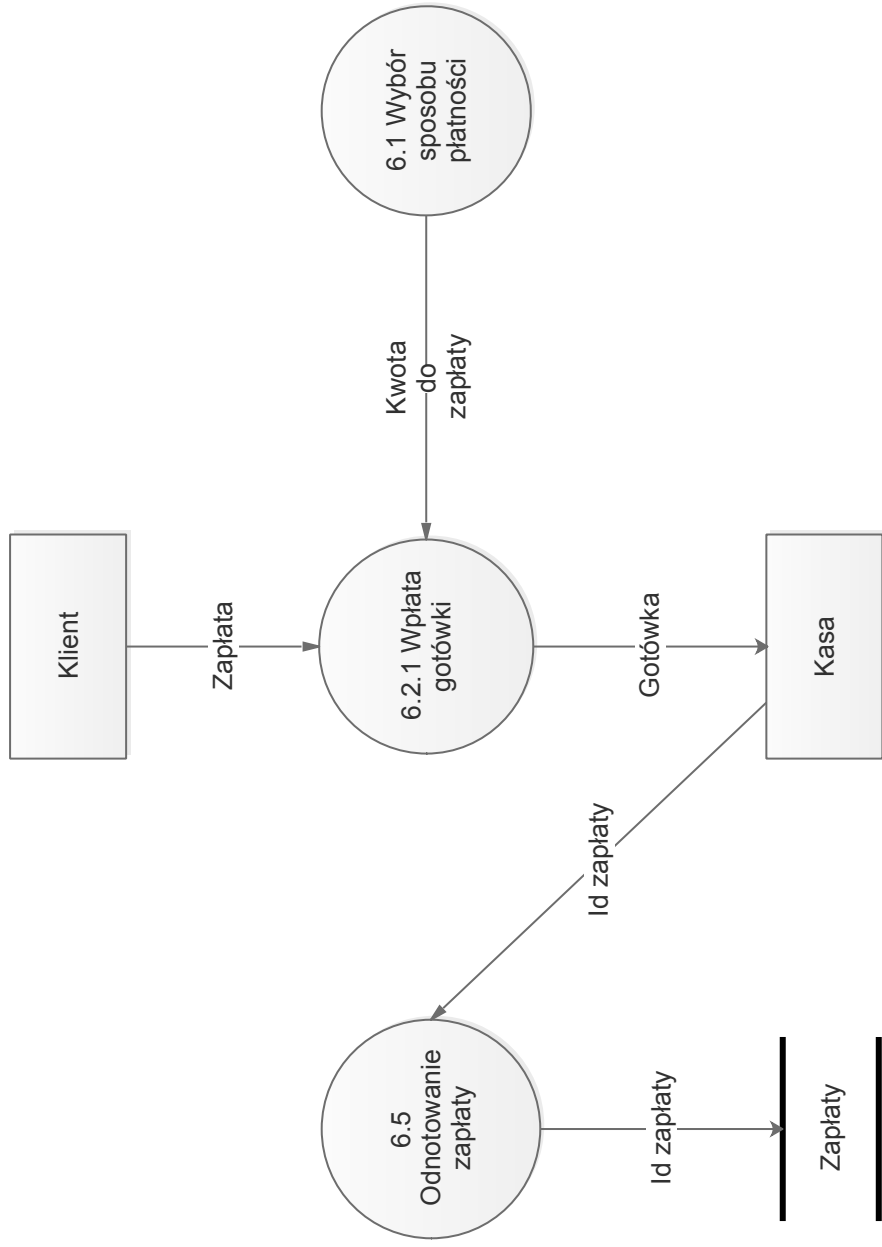 Klient
Zapłata
6.2.1 Wpłata
gotówki
Kwota
do
zapłaty
6.1 Wybór
sposobu
płatności
Gotówka
Kasa
Id zapłaty
6.5
Odnotowanie
zapłaty
Id zapłaty
Zapłaty